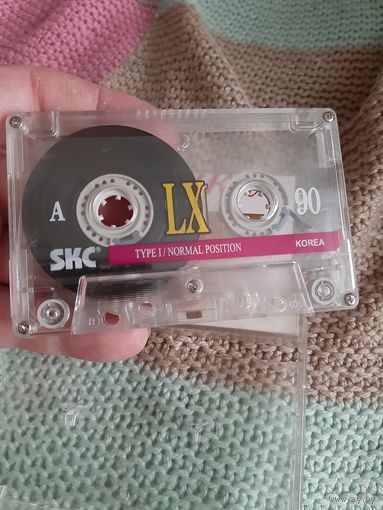 A
LX
90
SKC
TYPE I / NORMAL POSITION
KOREA